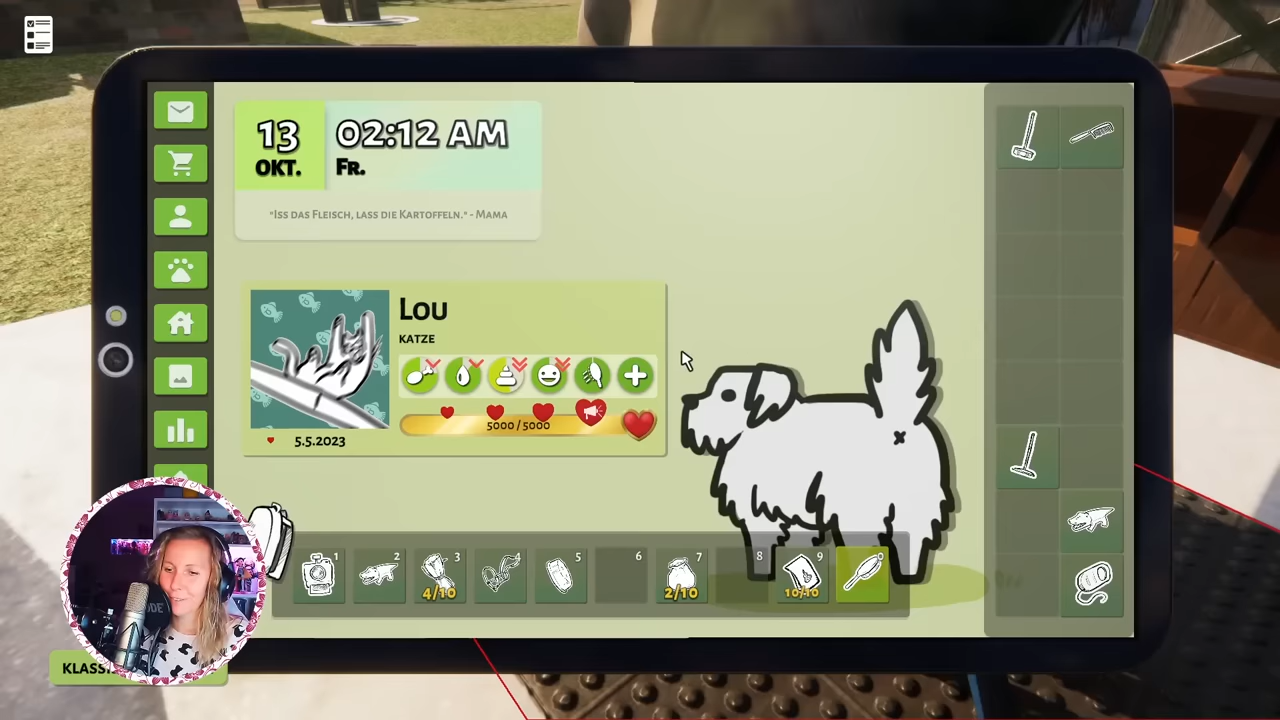 13
OKT.
02:12 AM
FR.
"ISS DAS FLEISCH, LASS DIE KARTOFFELN." - MAMA
LOU
KATZE
5000 / 5000
5.5.2023
1
2
3
4/10
4
5
6
7
2/10
8
9
10/10
0